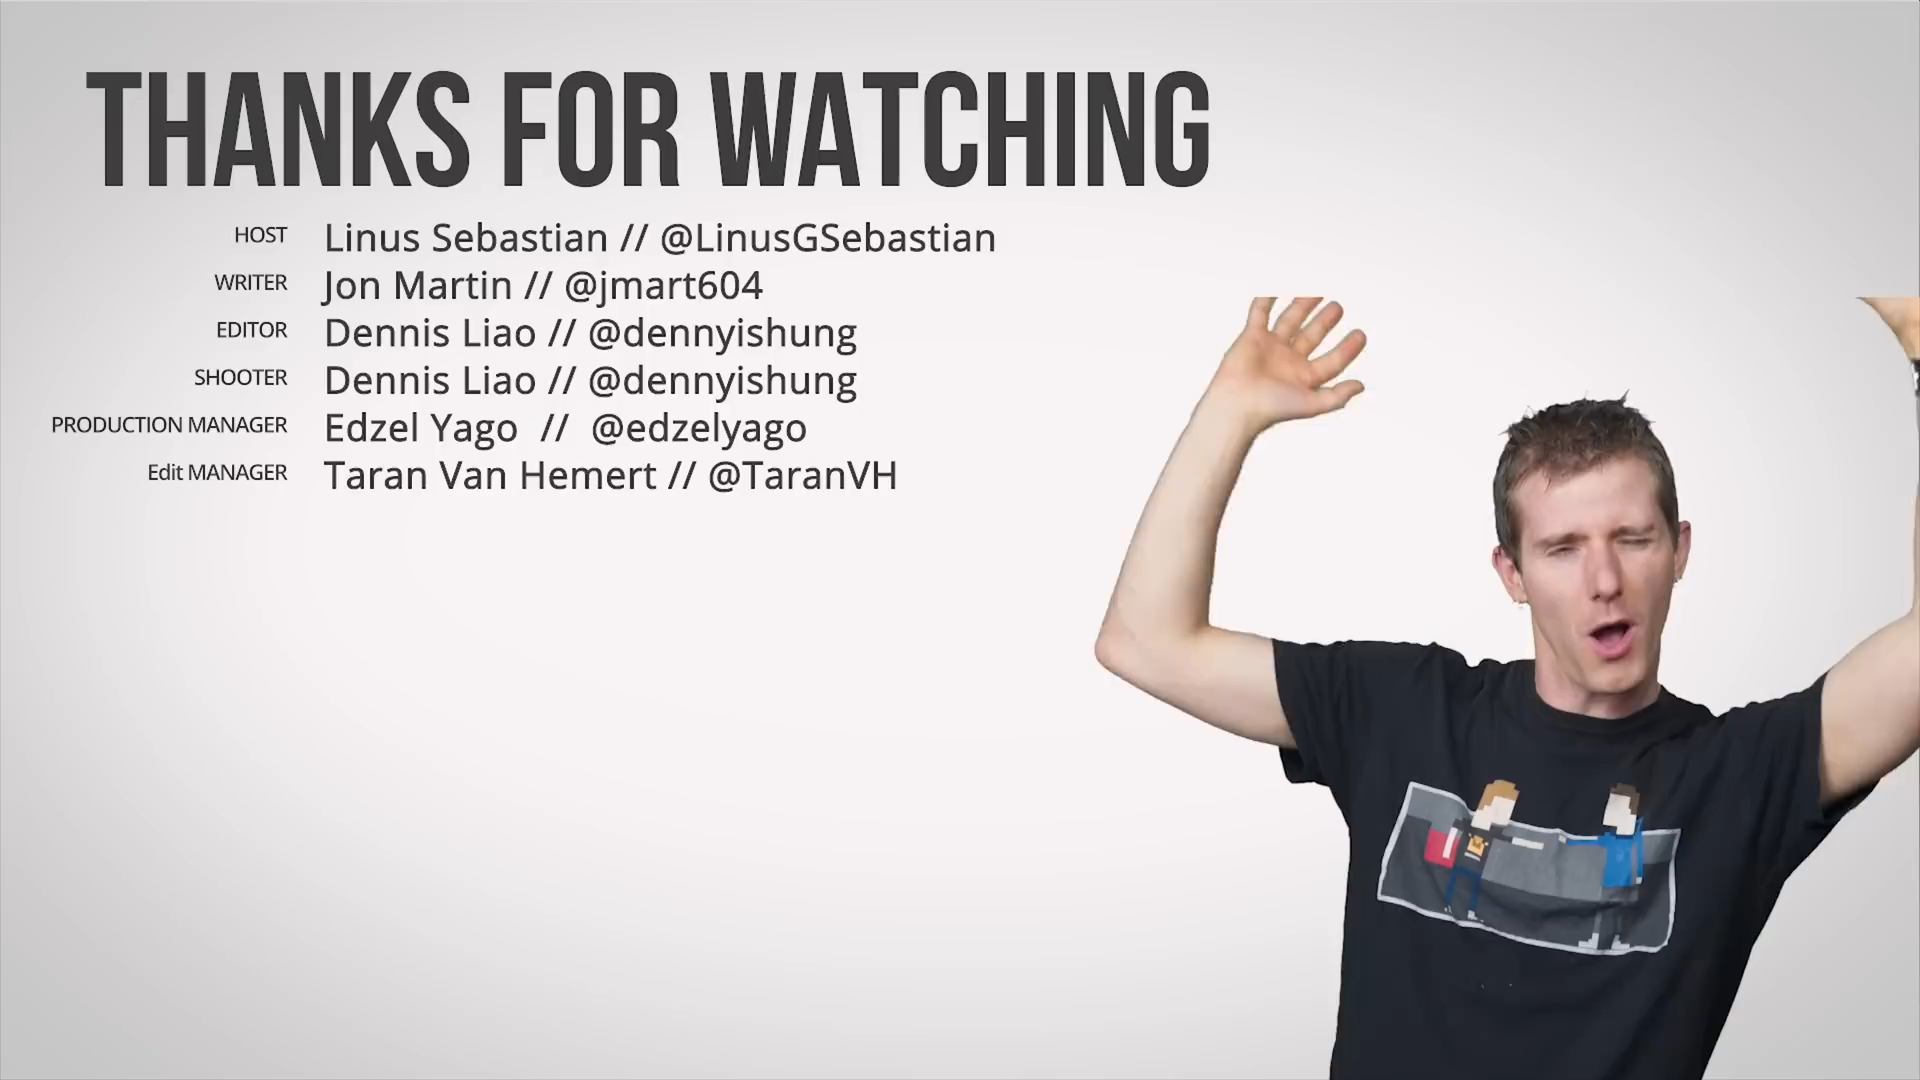 THANKS FOR WATCHING
HOST Linus Sebastian // @LinusGSebastian
WRITER Jon Martin // @jmart604
EDITOR Dennis Liao // @dennyishung
SHOOTER Dennis Liao // @dennyishung
PRODUCTION MANAGER Edzel Yago // @edzelyago
Edit MANAGER Taran Van Hemert // @TaranVH